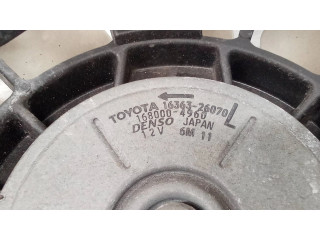 TOYOTA 16363-26070 L
168000-4960
DENSO JAPAN
12V 6M 11